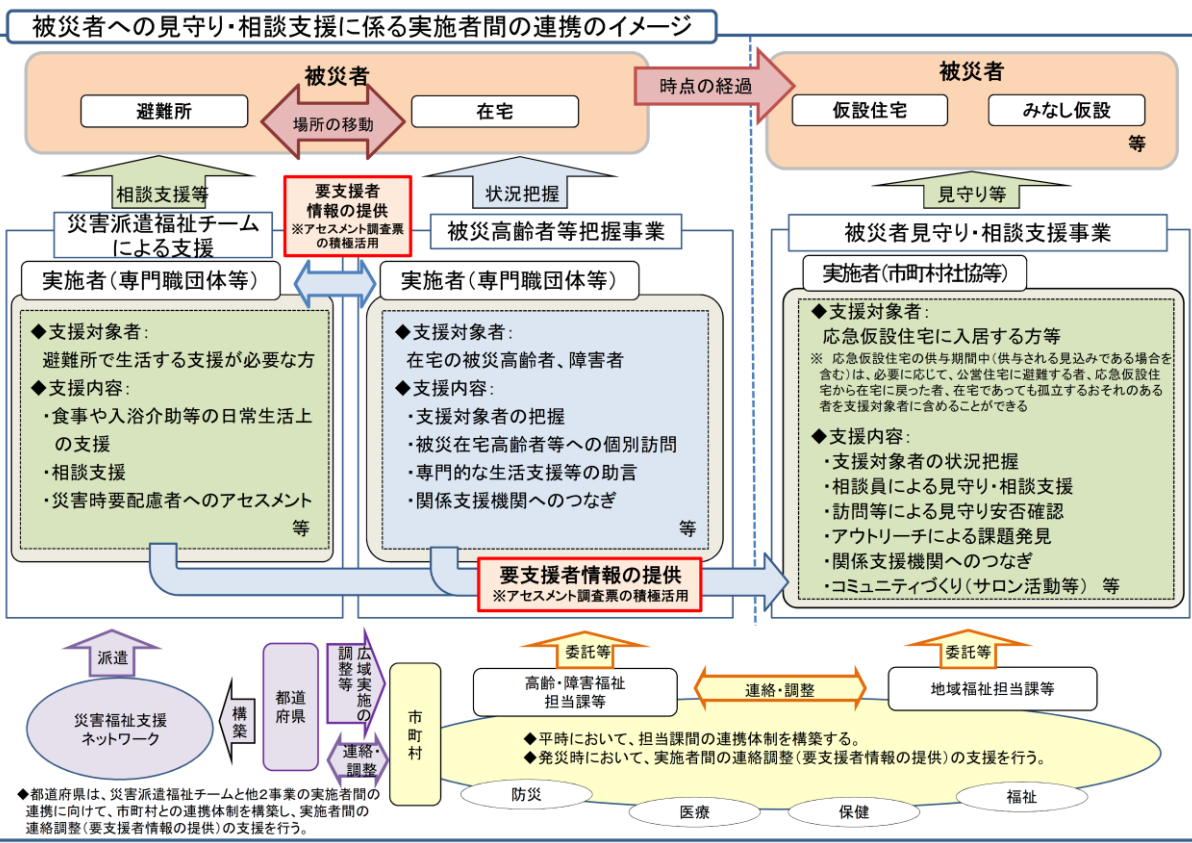 被災者への見守り・相談支援に係る実施者間の連携のイメージ
被災者
避難所
場所の移動
在宅
時点の経過
被災者
仮設住宅
みなし仮設
等
相談支援等
要支援者
情報の提供
※アセスメント調査票
の積極活用
状況把握
見守り等
災害派遣福祉チーム
による支援
被災高齢者等把握事業
被災者見守り・相談支援事業
実施者(専門職団体等)
◆支援対象者:
避難所で生活する支援が必要な方
◆支援内容:
・食事や入浴介助等の日常生活上
の支援
・相談支援
・災害時要配慮者へのアセスメント
等
実施者(専門職団体等)
◆支援対象者:
在宅の被災高齢者、障害者
◆支援内容:
・支援対象者の把握
・被災在宅高齢者等への個別訪問
・専門的な生活支援等の助言
・関係支援機関へのつなぎ
等
実施者(市町村社協等)
◆支援対象者:
応急仮設住宅に入居する方等
※ 応急仮設住宅の供与期間中(供与される見込みである場合を
含む)は、必要に応じて、公営住宅に避難する者、応急仮設住
宅から在宅に戻った者、在宅であっても孤立するおそれのある
者を支援対象者に含めることができる
◆支援内容:
・支援対象者の状況把握
・相談員による見守り・相談支援
・訪問等による見守り安否確認
・アウトリーチによる課題発見
・関係支援機関へのつなぎ
・コミュニティづくり(サロン活動等) 等
要支援者情報の提供
※アセスメント調査票の積極活用
派遣
災害福祉支援
ネットワーク
構築
都道
府県
広域実施の
調整等
連絡・
調整
市町村
委託等
高齢・障害福祉
担当課等
連絡・調整
委託等
地域福祉担当課等
◆平時において、担当課間の連携体制を構築する。
◆発災時において、実施者間の連絡調整(要支援者情報の提供)の支援を行う。
防災
医療
保健
福祉
◆都道府県は、災害派遣福祉チームと他2事業の実施者間の
連携に向けて、市町村との連携体制を構築し、実施者間の
連絡調整(要支援者情報の提供)の支援を行う。